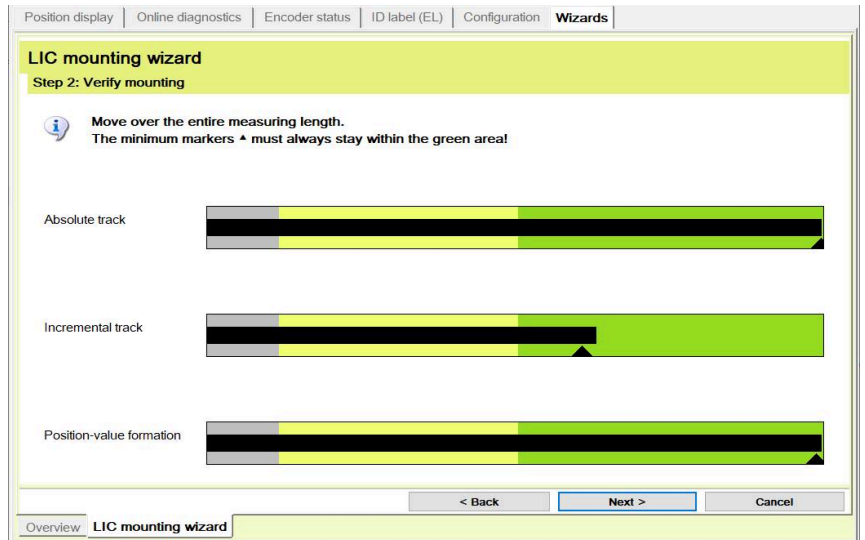 Position display Online diagnostics Encoder status ID label (EL) Configuration Wizards
LIC mounting wizard
Step 2: Verify mounting
Move over the entire measuring length.
The minimum markers ▲ must always stay within the green area!
Absolute track
Incremental track
Position-value formation
< Back Next > Cancel
Overview LIC mounting wizard